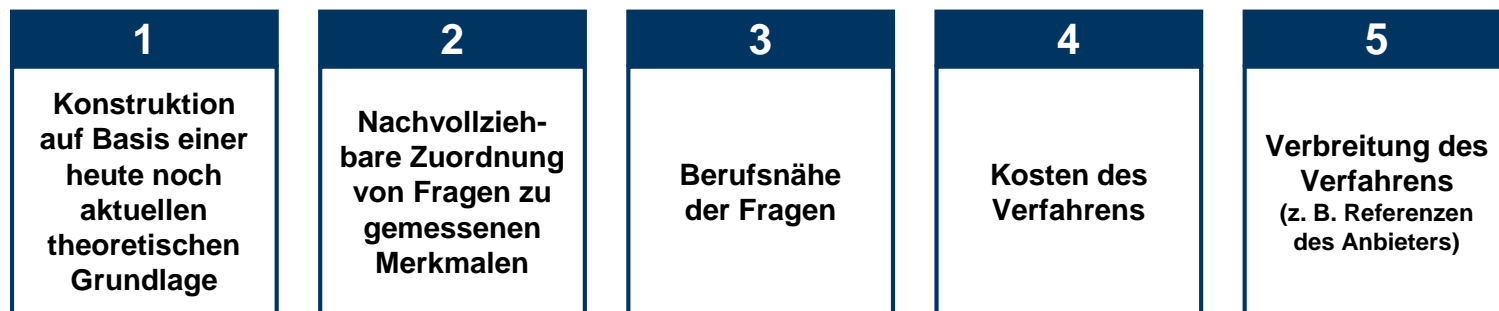 1
Konstruktion
auf Basis einer
heute noch
aktuellen
theoretischen
Grundlage
2
Nachvollzieh-
bare Zuordnung
von Fragen zu
gemessenen
Merkmalen
3
Berufsnähe
der Fragen
4
Kosten des
Verfahrens
5
Verbreitung des
Verfahrens
(z. B. Referenzen
des Anbieters)